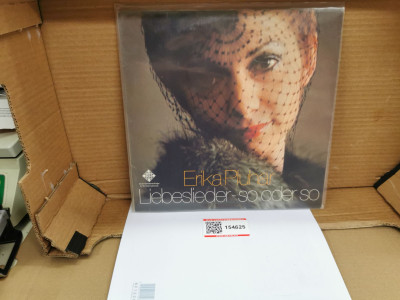 Erika Pluhar
Liebeslieder-so oder so
154625